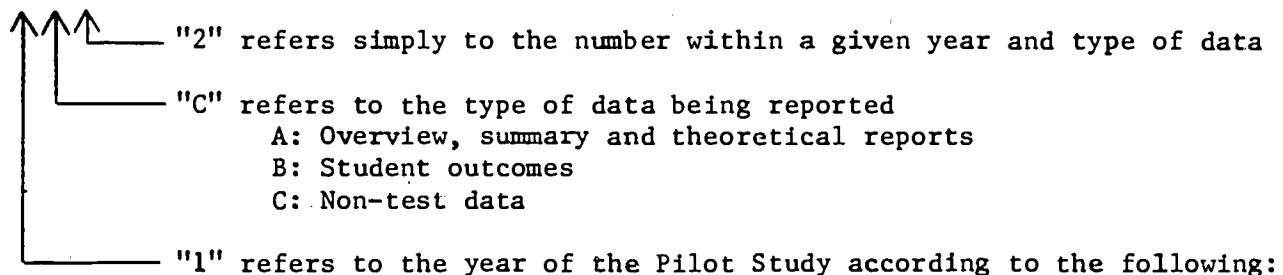 "2" refers simply to the number within a given year and type of data
"C" refers to the type of data being reported
A: Overview, summary and theoretical reports
B: Student outcomes
C: Non-test data
"1" refers to the year of the Pilot Study according to the following: